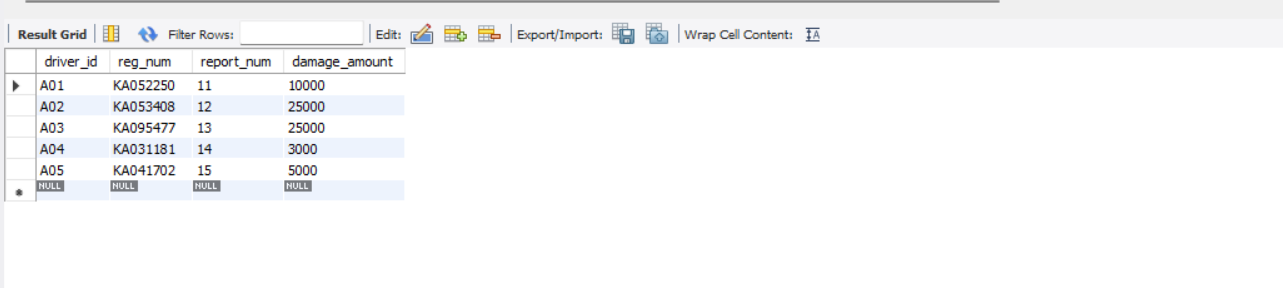 Result Grid Filter Rows: Edit: Export/Import: Wrap Cell Content: IA
driver_id reg_num report_num damage_amount
A01 KA052250 11 10000
A02 KA053408 12 25000
A03 KA095477 13 25000
A04 KA031181 14 3000
A05 KA041702 15 5000
NULL NULL NULL NULL